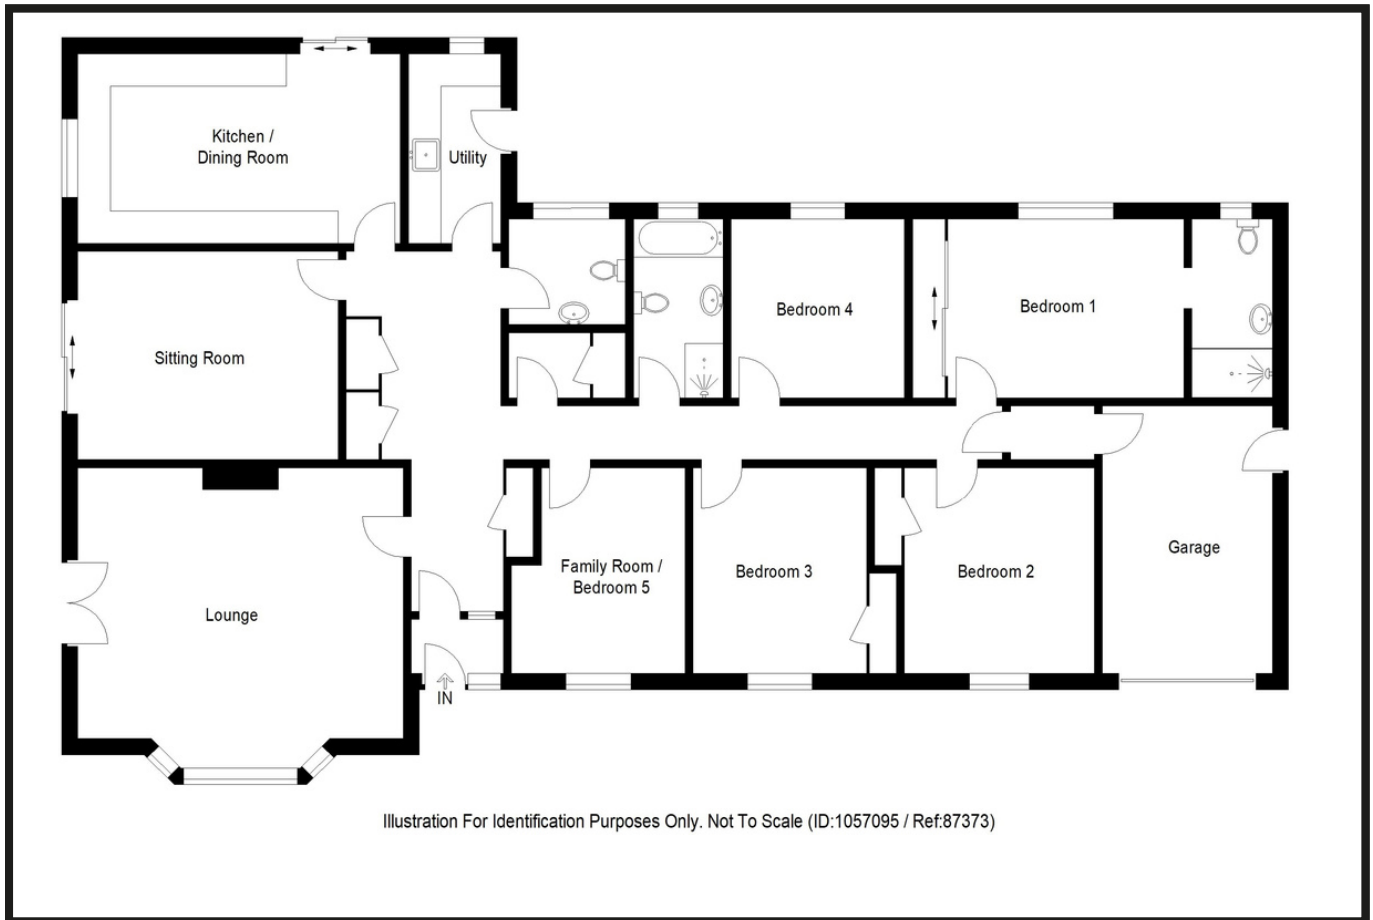 Kitchen /
Dining Room
Utility
Sitting Room
Bedroom 4
Bedroom 1
Lounge
Family Room /
Bedroom 5
Bedroom 3
Bedroom 2
Garage
IN
Illustration For Identification Purposes Only. Not To Scale (ID:1057095 / Ref:87373)